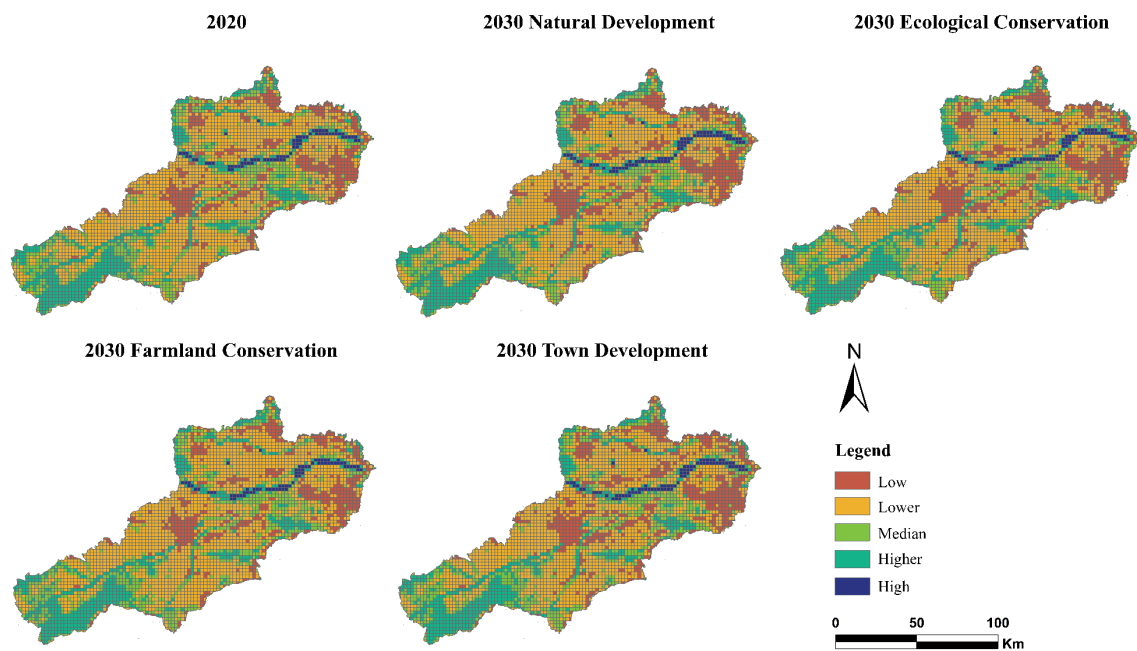 2020
2030 Natural Development
2030 Ecological Conservation
2030 Farmland Conservation
2030 Town Development
N
Legend
Low
Lower
Median
Higher
High
0 50 100
Km